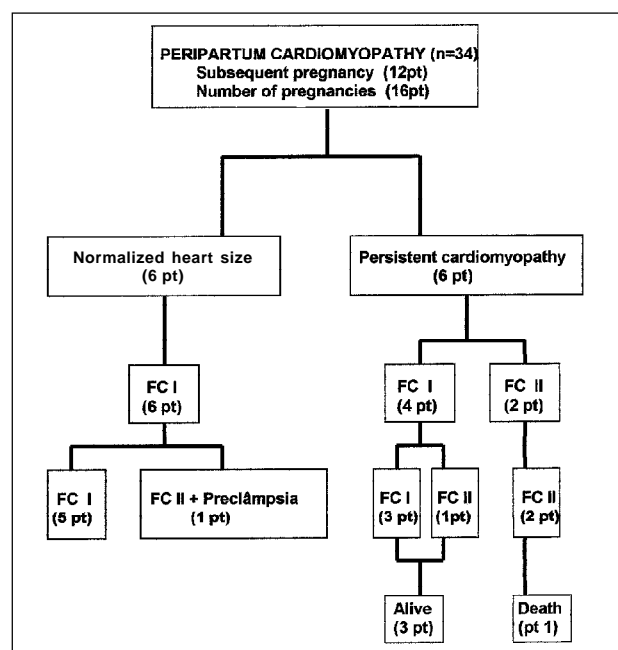 PERIPARTUM CARDIOMYOPATHY (n=34)
Subsequent pregnancy (12pt)
Number of pregnancies (16pt)
Normalized heart size
(6 pt)
Persistent cardiomyopathy
(6 pt)
FC I
(6 pt)
FC I
(4 pt)
FC II
(2 pt)
FC I
(5 pt)
FC II + Preclâmpsia
(1 pt)
FC I
(3 pt)
FC II
(1pt)
FC II
(2 pt)
Alive
(3 pt)
Death
(pt 1)